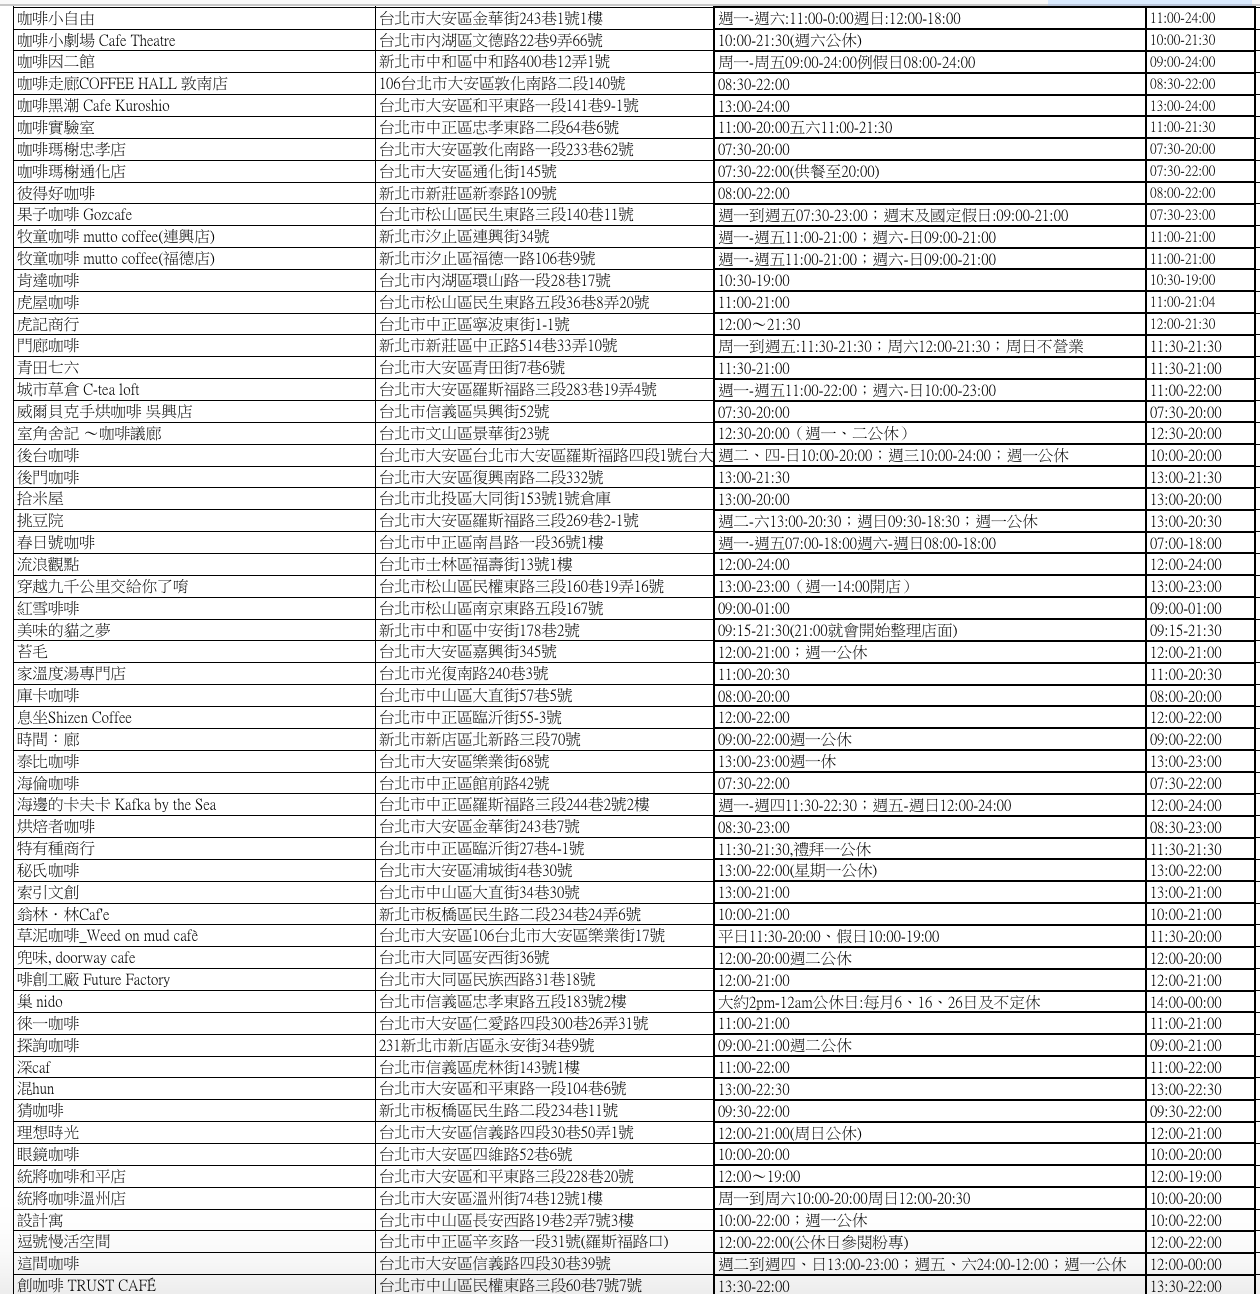 咖啡小自由 台北市大安區金華街243巷1號1樓 週一-週六:11:00-0:00週日:12:00-18:00 11:00-24:00
咖啡小劇場 Cafe Theatre 台北市內湖區文德路22巷9弄66號 10:00-21:30(週六公休) 10:00-21:30
咖啡因二館 新北市中和區中和路400巷12弄1號 周一-周五09:00-24:00例假日08:00-24:00 09:00-24:00
咖啡走廊COFFEE HALL 敦南店 106台北市大安區敦化南路二段140號 08:30-22:00 08:30-22:00
咖啡黑潮 Cafe Kuroshio 台北市大安區和平東路一段141巷9-1號 13:00-24:00 13:00-24:00
咖啡實驗室 台北市中正區忠孝東路二段64巷6號 11:00-20:00五六11:00-21:30 11:00-21:30
咖啡瑪榭忠孝店 台北市大安區敦化南路一段233巷62號 07:30-20:00 07:30-20:00
咖啡瑪榭通化店 台北市大安區通化街145號 07:30-22:00(供餐至20:00) 07:30-22:00
彼得好咖啡 新北市新莊區新泰路109號 08:00-22:00 08:00-22:00
果子咖啡 Gozcafe 台北市松山區民生東路三段140巷11號 週一到週五07:30-23:00；週末及國定假日:09:00-21:00 07:30-23:00
牧童咖啡 mutto coffee(連興店) 新北市汐止區連興街34號 週一-週五11:00-21:00；週六-日09:00-21:00 11:00-21:00
牧童咖啡 mutto coffee(福德店) 新北市汐止區福德一路106巷9號 週一-週五11:00-21:00；週六-日09:00-21:00 11:00-21:00
肯達咖啡 台北市內湖區環山路一段28巷17號 10:30-19:00 10:30-19:00
虎屋咖啡 台北市松山區民生東路五段36巷8弄20號 11:00-21:00 11:00-21:04
虎記商行 台北市中正區寧波東街1-1號 12:00～21:30 12:00-21:30
門廊咖啡 新北市新莊區中正路514巷33弄10號 周一到週五:11:30-21:30；周六12:00-21:30；周日不營業 11:30-21:30
青田七六 台北市大安區青田街7巷6號 11:30-21:00 11:30-21:00
城市草倉 C-tea loft 台北市大安區羅斯福路三段283巷19弄4號 週一-週五11:00-22:00；週六-日10:00-23:00 11:00-22:00
威爾貝克手烘咖啡 吳興店 台北市信義區吳興街52號 07:30-20:00 07:30-20:00
室角舍記 ～咖啡議廊 台北市文山區景華街23號 12:30-20:00（週一、二公休） 12:30-20:00
後台咖啡 台北市大安區台北市大安區羅斯福路四段1號台大 週二、四-日10:00-20:00；週三10:00-24:00；週一公休 10:00-20:00
後門咖啡 台北市大安區復興南路二段332號 13:00-21:30 13:00-21:30
拾米屋 台北市北投區大同街153號1號倉庫 13:00-20:00 13:00-20:00
挑豆院 台北市大安區羅斯福路三段269巷2-1號 週二-六13:00-20:30；週日09:30-18:30；週一公休 13:00-20:30
春日號咖啡 台北市中正區南昌路一段36號1樓 週一-週五07:00-18:00週六-週日08:00-18:00 07:00-18:00
流浪觀點 台北市士林區福壽街13號1樓 12:00-24:00 12:00-24:00
穿越九千公里交給你了唷 台北市松山區民權東路三段160巷19弄16號 13:00-23:00（週一14:00開店） 13:00-23:00
紅雪啡啡 台北市松山區南京東路五段167號 09:00-01:00 09:00-01:00
美味的貓之夢 新北市中和區中安街178巷2號 09:15-21:30(21:00就會開始整理店面) 09:15-21:30
苔毛 台北市大安區嘉興街345號 12:00-21:00；週一公休 12:00-21:00
家溫度湯專門店 台北市光復南路240巷3號 11:00-20:30 11:00-20:30
庫卡咖啡 台北市中山區大直街57巷5號 08:00-20:00 08:00-20:00
息坐Shizen Coffee 台北市中正區臨沂街55-3號 12:00-22:00 12:00-22:00
時間：廊 新北市新店區北新路三段70號 09:00-22:00週一公休 09:00-22:00
泰比咖啡 台北市大安區樂業街68號 13:00-23:00週一休 13:00-23:00
海倫咖啡 台北市中正區館前路42號 07:30-22:00 07:30-22:00
海邊的卡夫卡 Kafka by the Sea 台北市中正區羅斯福路三段244巷2號2樓 週一-週四11:30-22:30；週五-週日12:00-24:00 12:00-24:00
烘焙者咖啡 台北市大安區金華街243巷7號 08:30-23:00 08:30-23:00
特有種商行 台北市中正區臨沂街27巷4-1號 11:30-21:30,禮拜一公休 11:30-21:30
秘氏咖啡 台北市大安區浦城街4巷30號 13:00-22:00(星期一公休) 13:00-22:00
索引文創 台北市中山區大直街34巷30號 13:00-21:00 13:00-21:00
翁林・林Caf'e 新北市板橋區民生路二段234巷24弄6號 10:00-21:00 10:00-21:00
草泥咖啡_Weed on mud cafè 台北市大安區106台北市大安區樂業街17號 平日11:30-20:00、假日10:00-19:00 11:30-20:00
兜味, doorway cafe 台北市大同區安西街36號 12:00-20:00週二公休 12:00-20:00
啡創工廠 Future Factory 台北市大同區民族西路31巷18號 12:00-21:00 12:00-21:00
巢 nido 台北市信義區忠孝東路五段183號2樓 大約2pm-12am公休日:每月6、16、26日及不定休 14:00-00:00
徠一咖啡 台北市大安區仁愛路四段300巷26弄31號 11:00-21:00 11:00-21:00
探詢咖啡 231新北市新店區永安街34巷9號 09:00-21:00週二公休 09:00-21:00
深caf 台北市信義區虎林街143號1樓 11:00-22:00 11:00-22:00
混hun 台北市大安區和平東路一段104巷6號 13:00-22:30 13:00-22:30
猜咖啡 新北市板橋區民生路二段234巷11號 09:30-22:00 09:30-22:00
理想時光 台北市大安區信義路四段30巷50弄1號 12:00-21:00(周日公休) 12:00-21:00
眼鏡咖啡 台北市大安區四維路52巷6號 10:00-20:00 10:00-20:00
統將咖啡和平店 台北市大安區和平東路三段228巷20號 12:00～19:00 12:00-19:00
統將咖啡溫州店 台北市大安區溫州街74巷12號1樓 周一到周六10:00-20:00周日12:00-20:30 10:00-20:00
設計寓 台北市中山區長安西路19巷2弄7號3樓 10:00-22:00；週一公休 10:00-22:00
逗號慢活空間 台北市中正區辛亥路一段31號(羅斯福路口) 12:00-22:00(公休日參閱粉專) 12:00-22:00
這間咖啡 台北市大安區信義路四段30巷39號 週二到週四、日13:00-23:00；週五、六24:00-12:00；週一公休 12:00-00:00
創咖啡 TRUST CAFÉ 台北市中山區民權東路三段60巷7號7號 13:30-22:00 13:30-22:00